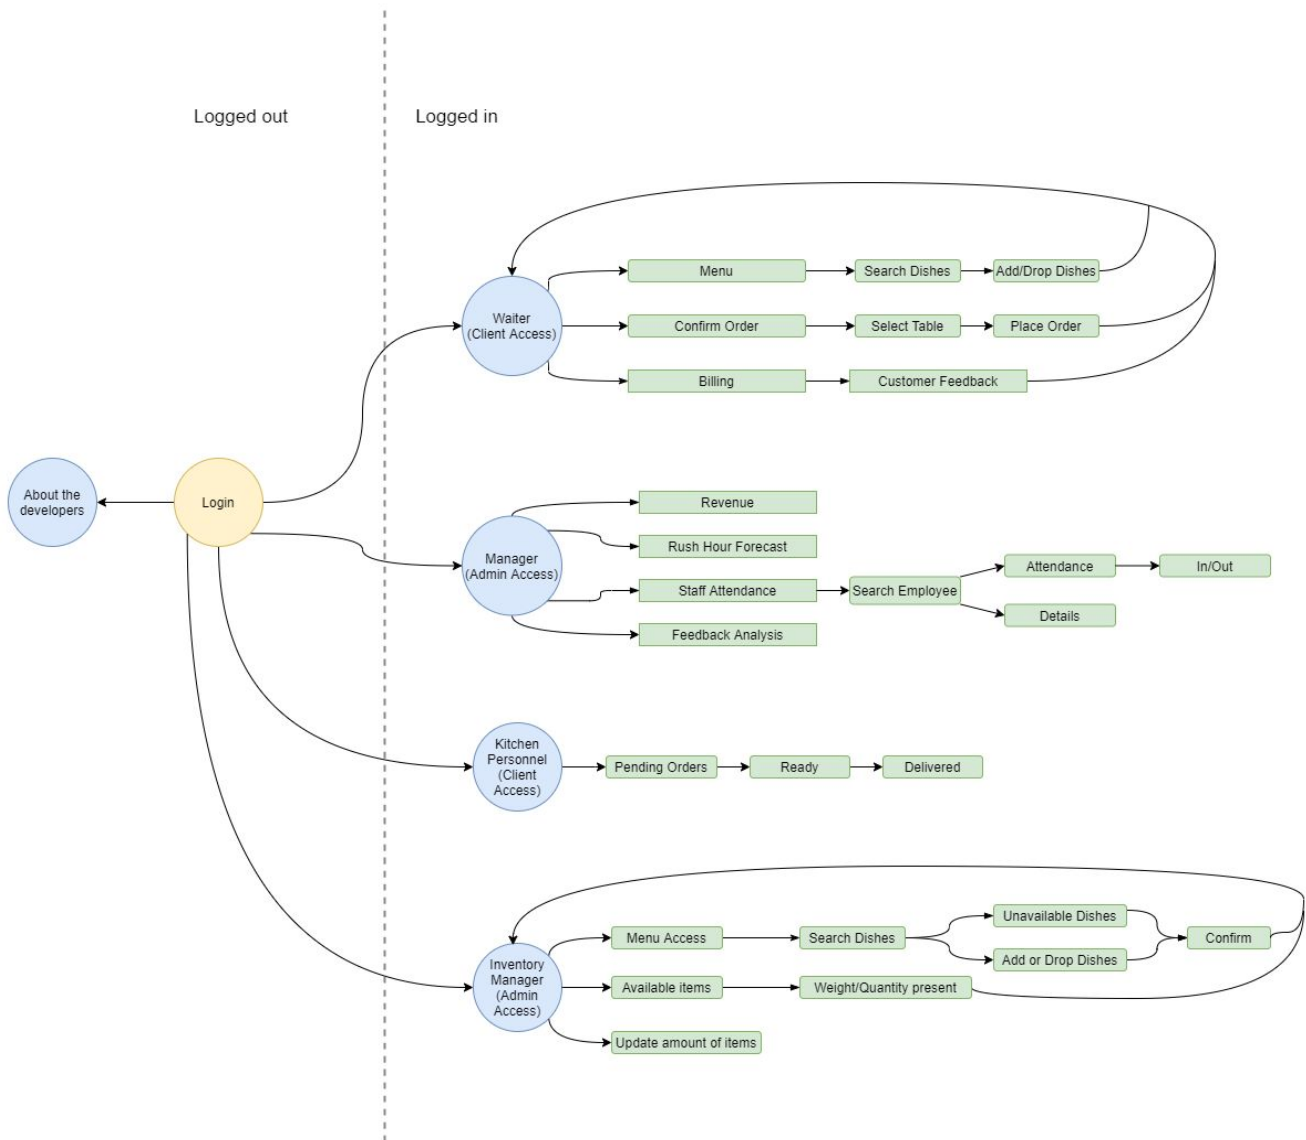 Logged out
Logged in
Waiter
(Client Access)
Menu
Search Dishes
Add/Drop Dishes
Confirm Order
Select Table
Place Order
Billing
Customer Feedback
About the
developers
Login
Manager
(Admin Access)
Revenue
Rush Hour Forecast
Staff Attendance
Search Employee
Attendance
In/Out
Details
Feedback Analysis
Kitchen
Personnel
(Client
Access)
Pending Orders
Ready
Delivered
Inventory
Manager
(Admin
Access)
Menu Access
Search Dishes
Unavailable Dishes
Add or Drop Dishes
Confirm
Available items
Weight/Quantity present
Update amount of items